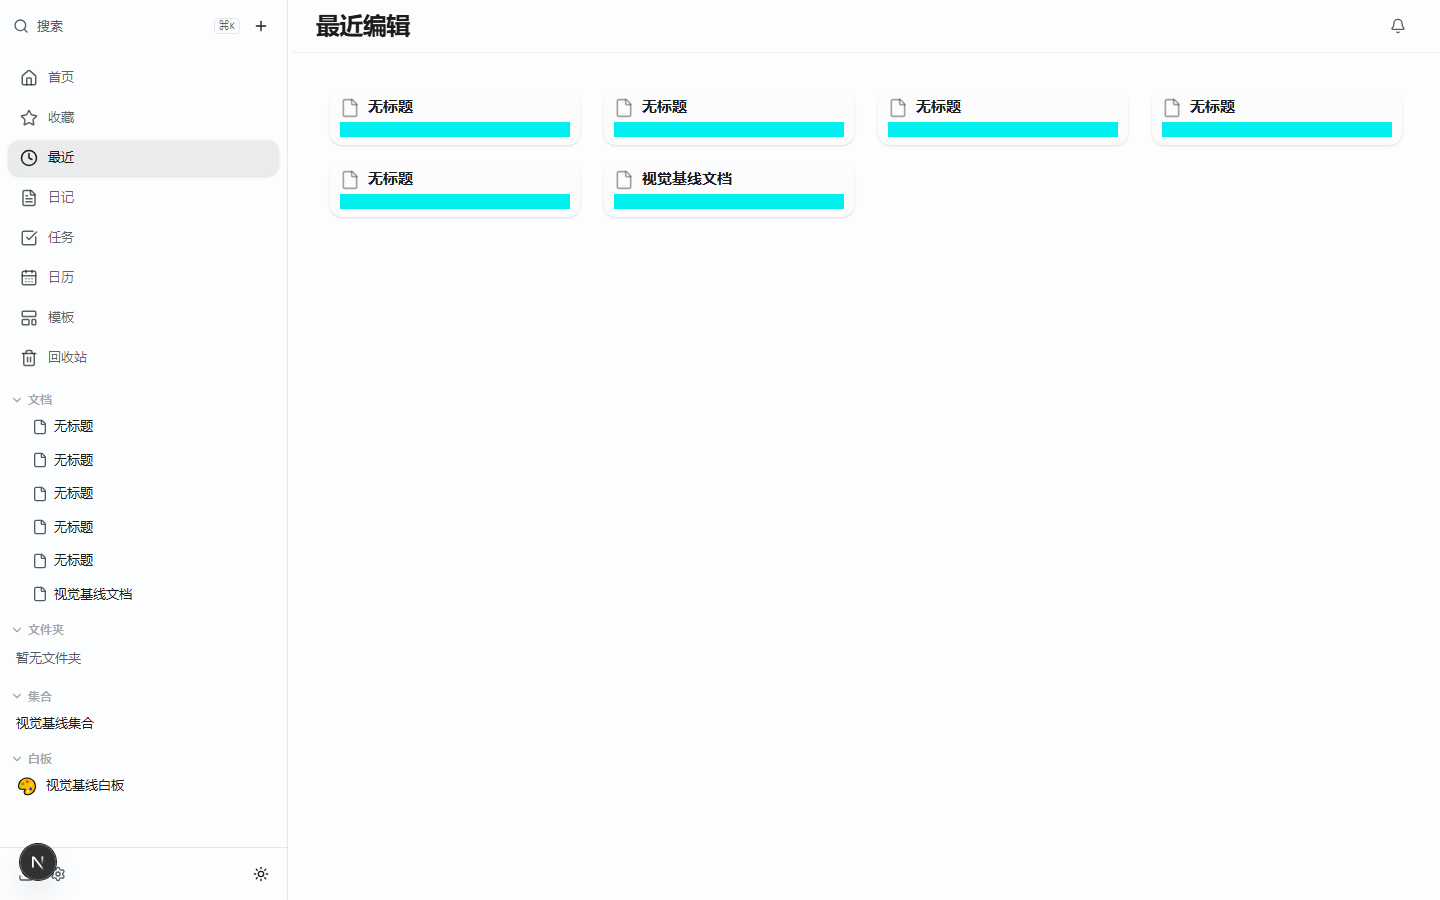 搜索 ⌘K
首页
收藏
最近
日记
任务
日历
模板
回收站
文档
无标题
无标题
无标题
无标题
无标题
视觉基线文档
文件夹
暂无文件夹
集合
视觉基线集合
白板
视觉基线白板
N
最近编辑
无标题
无标题
无标题
无标题
无标题
视觉基线文档